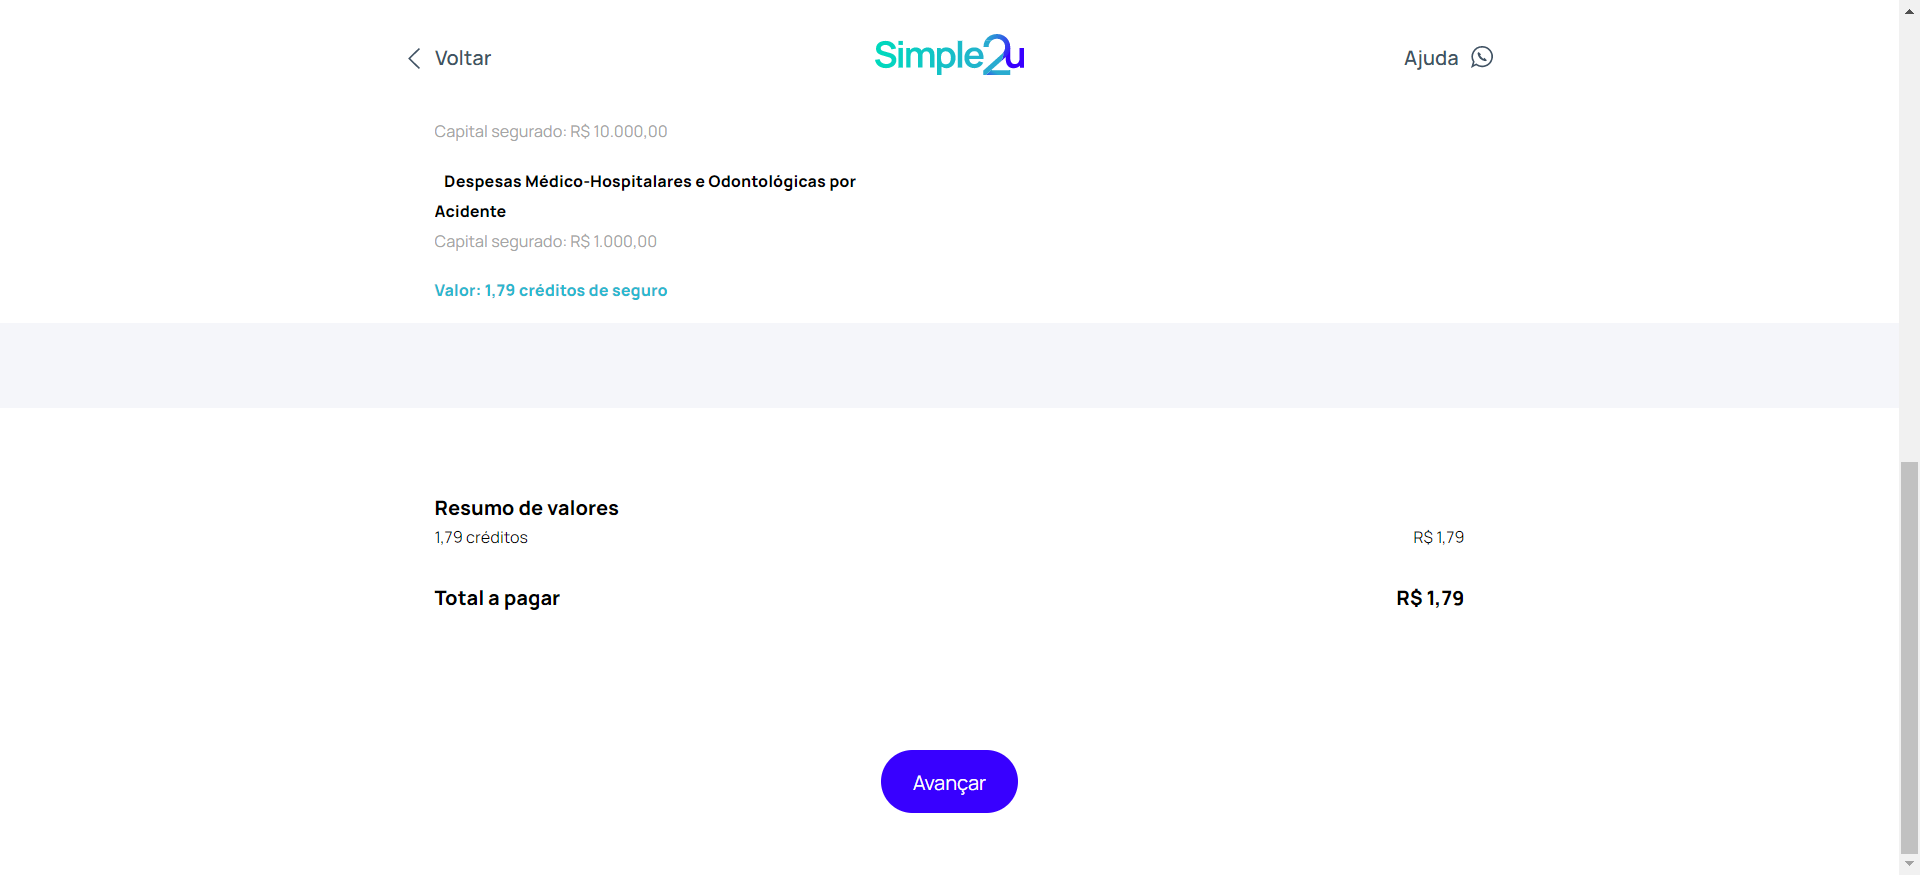 Voltar
Simple2u
Ajuda
Capital segurado: R$ 10.000,00
Despesas Médico-Hospitalares e Odontológicas por
Acidente
Capital segurado: R$ 1.000,00
Valor: 1,79 créditos de seguro
Resumo de valores
1,79 créditos
R$ 1,79
Total a pagar
R$ 1,79
Avançar